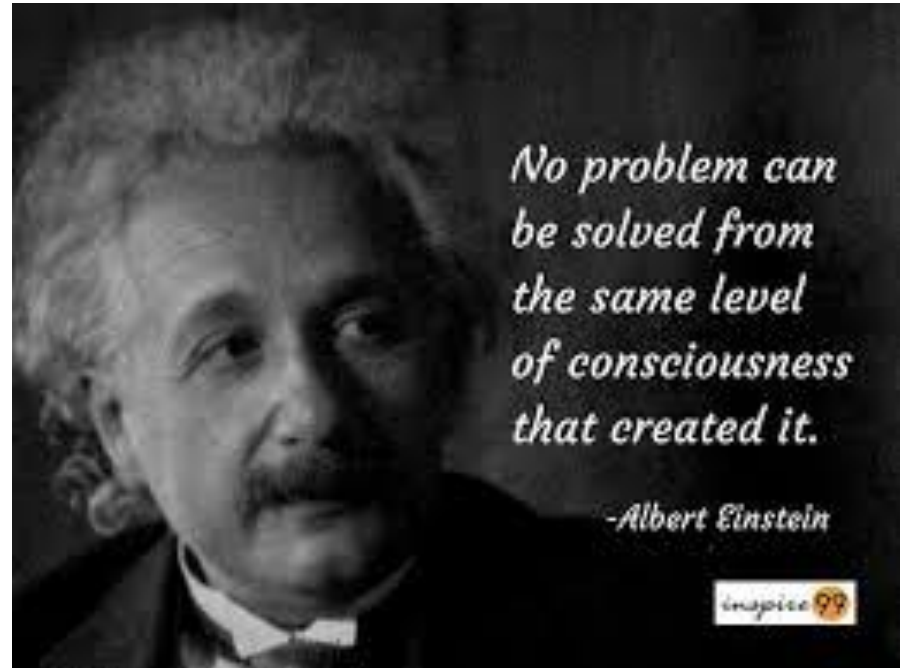 No problem can
be solved from
the same level
of consciousness
that created it.
-Albert Einstein
inspire99